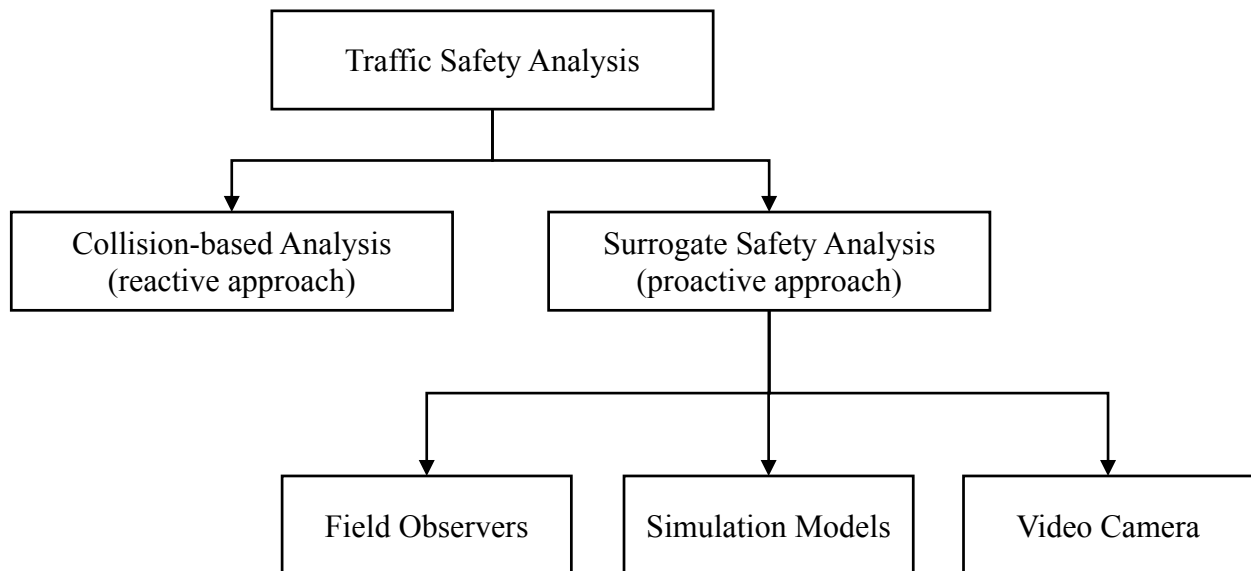 Traffic Safety Analysis
Collision-based Analysis
(reactive approach)
Surrogate Safety Analysis
(proactive approach)
Field Observers
Simulation Models
Video Camera